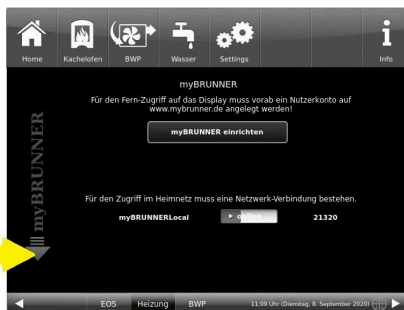 Home Kachelofen BWP Wasser Settings Info
myBRUNNER
Für den Fern-Zugriff auf das Display muss vorab ein Nutzerkonto auf
www.mybrunner.de angelegt werden!
myBRUNNER einrichten
myBRUNNER
Für den Zugriff im Heimnetz muss eine Netzwerk-Verbindung bestehen.
myBRUNNERLocal online 21320
EOS Heizung BWP 11:09 Uhr (Dienstag, 8. September 2020)